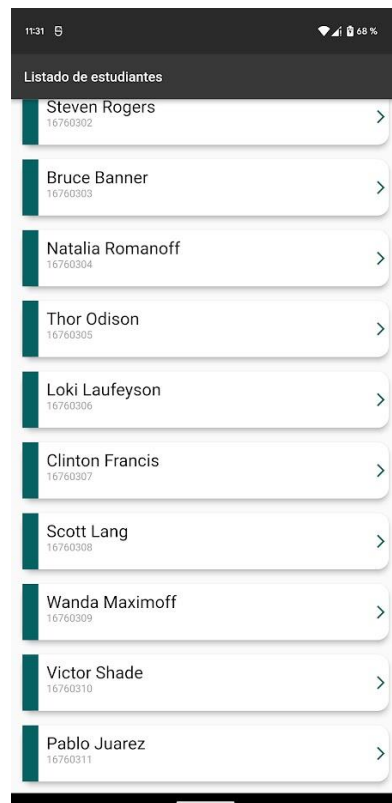 11:31
68 %
Listado de estudiantes
Steven Rogers
16760302
Bruce Banner
16760303
Natalia Romanoff
16760304
Thor Odison
16760305
Loki Laufeyson
16760306
Clinton Francis
16760307
Scott Lang
16760308
Wanda Maximoff
16760309
Victor Shade
16760310
Pablo Juarez
16760311